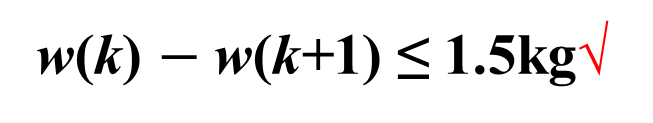 w(k) − w(k+1) ≤ 1.5kg√